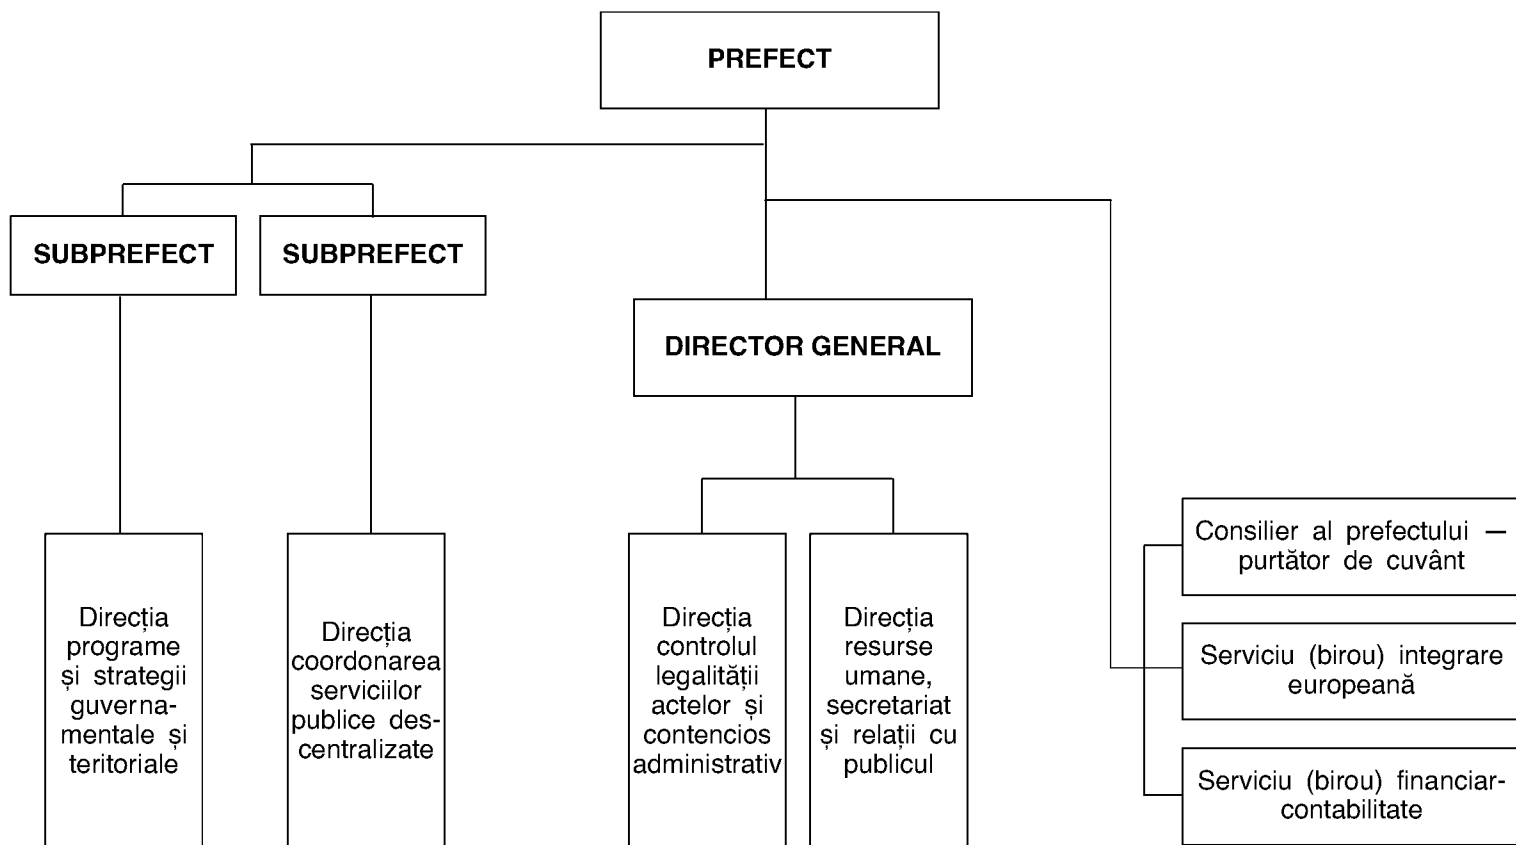 PREFECT
SUBPREFECT
SUBPREFECT
DIRECTOR GENERAL
Direcția
programe
și strategii
guverna-
mentale și
teritoriale
Direcția
coordonarea
serviciilor
publice des-
centralizate
Direcția
controlul
legalității
actelor și
contencios
administrativ
Direcția
resurse
umane,
secretariat
și relații cu
publicul
Consilier al prefectului —
purtător de cuvânt
Serviciu (birou) integrare
europeană
Serviciu (birou) financiar-
contabilitate